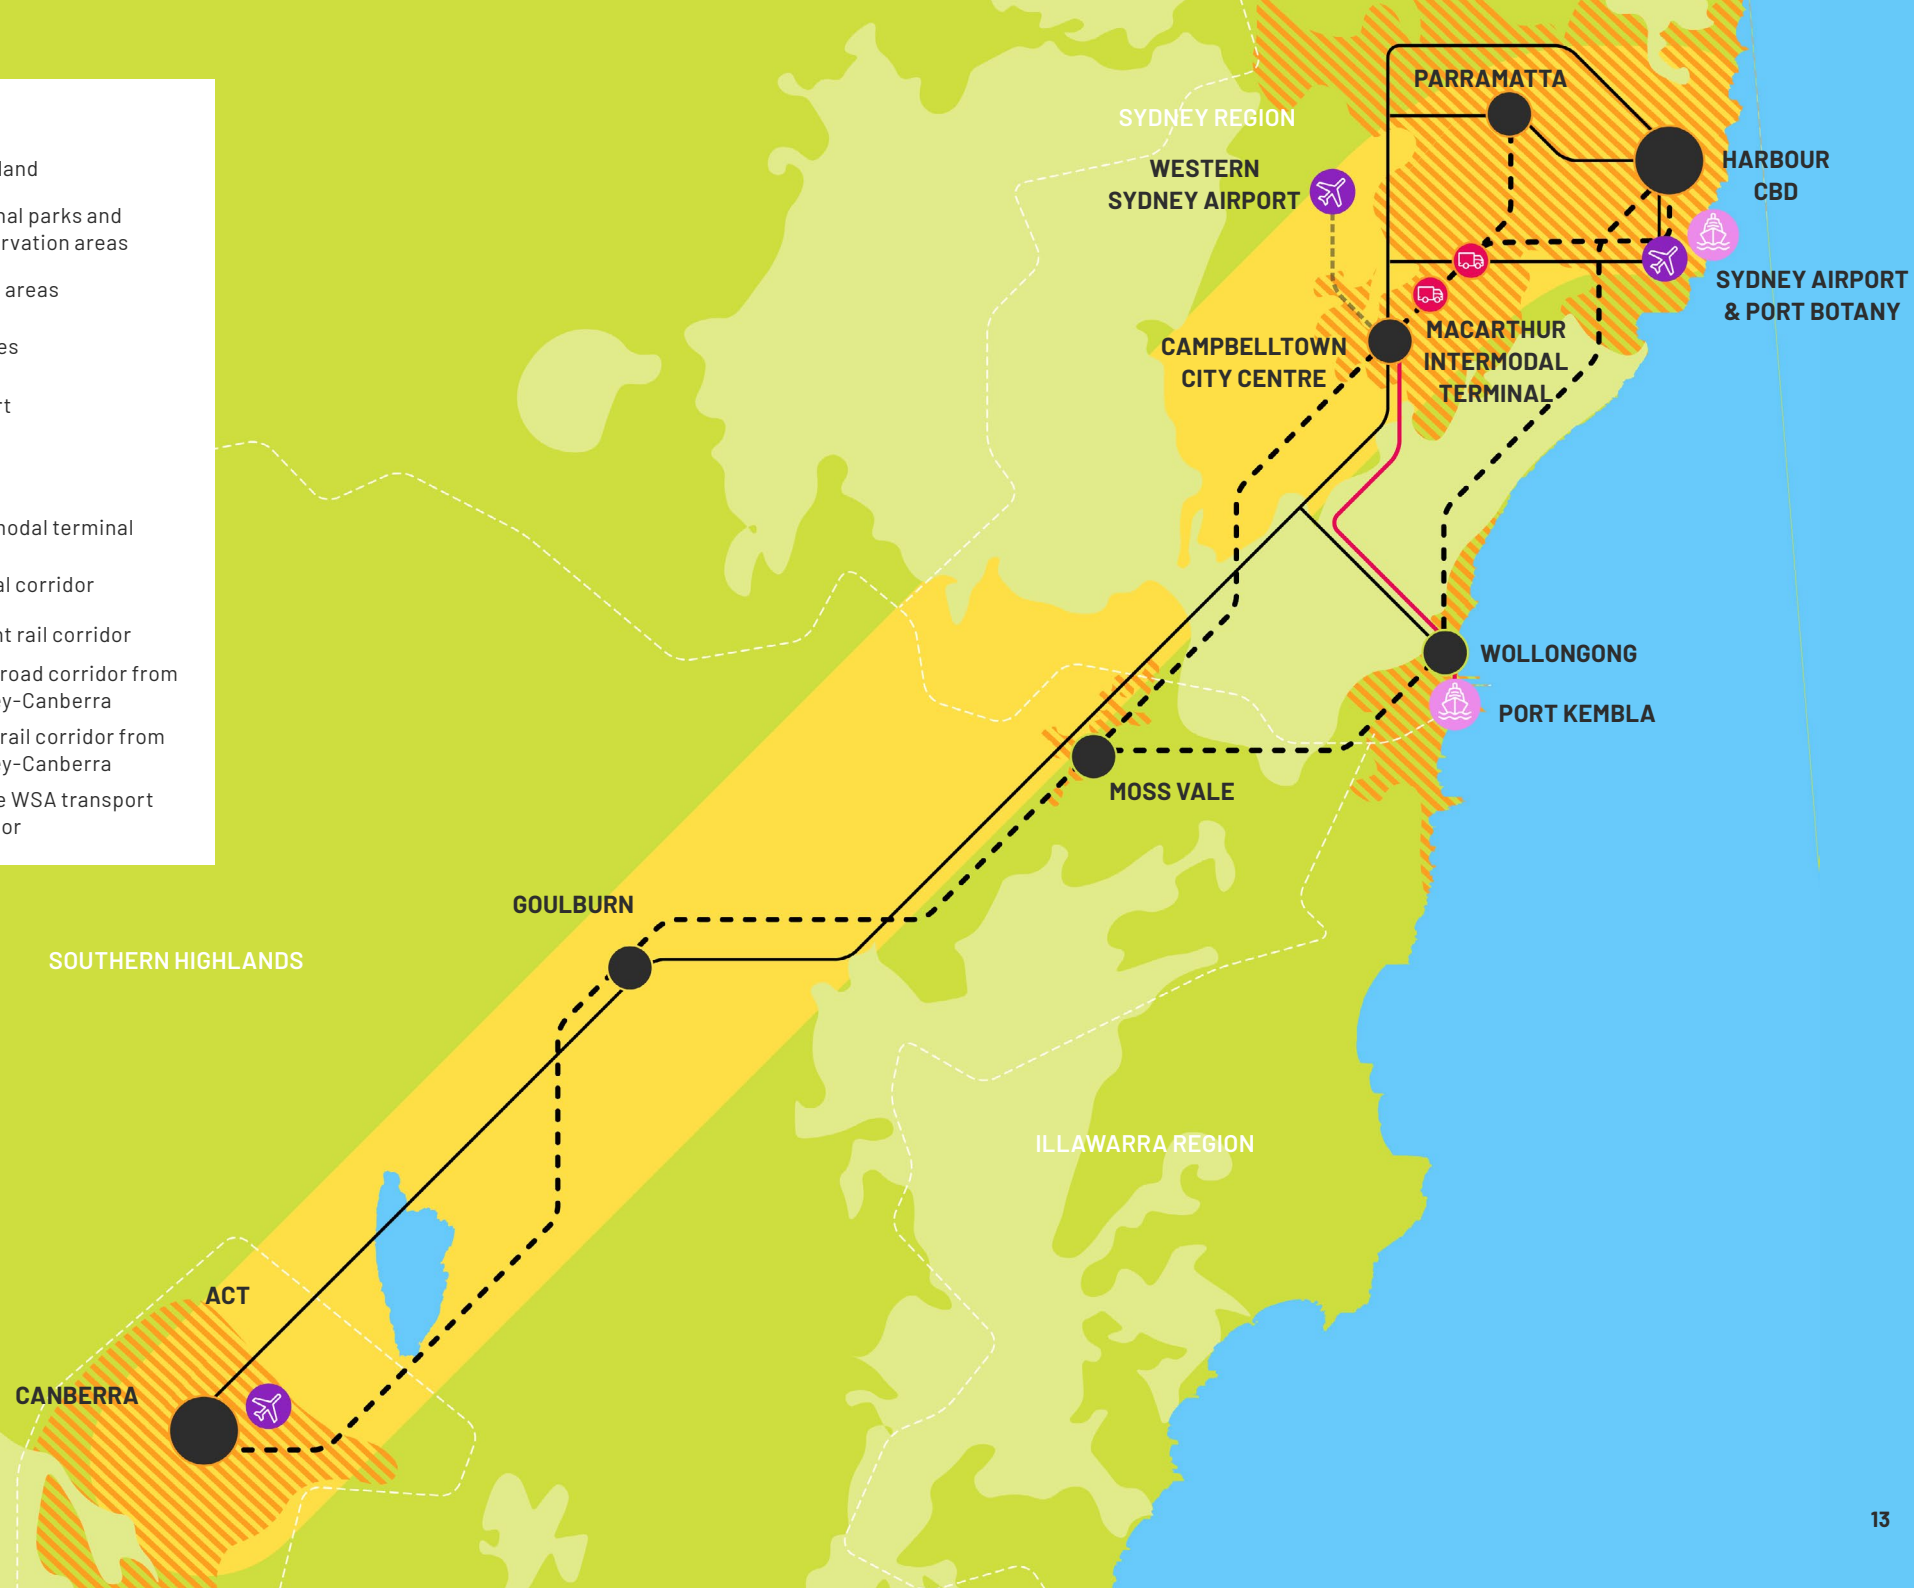 land
nal parks and
rvation areas
areas
es
rt
nodal terminal
al corridor
nt rail corridor
road corridor from
ey-Canberra
rail corridor from
ey-Canberra
e WSA transport
or
PARRAMATTA
SYDNEY REGION
WESTERN
SYDNEY AIRPORT
HARBOUR
CBD
SYDNEY AIRPORT
& PORT BOTANY
CAMPBELLTOWN
CITY CENTRE
MACARTHUR
INTERMODAL
TERMINAL
WOLLONGONG
PORT KEMBLA
MOSS VALE
GOULBURN
SOUTHERN HIGHLANDS
ILLAWARRA REGION
ACT
CANBERRA
13